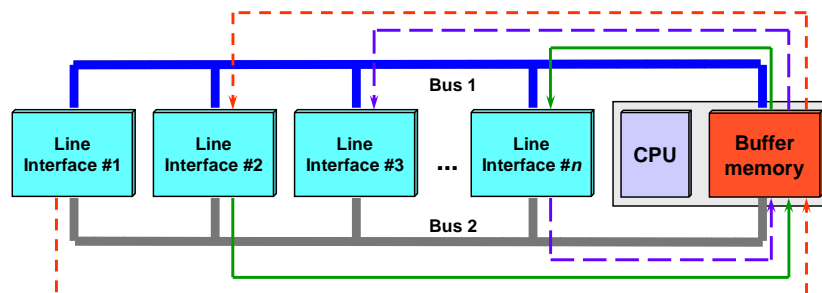 Bus 1
Line
Interface #1
Line
Interface #2
Line
Interface #3
...
Line
Interface #n
CPU
Buffer
memory
Bus 2